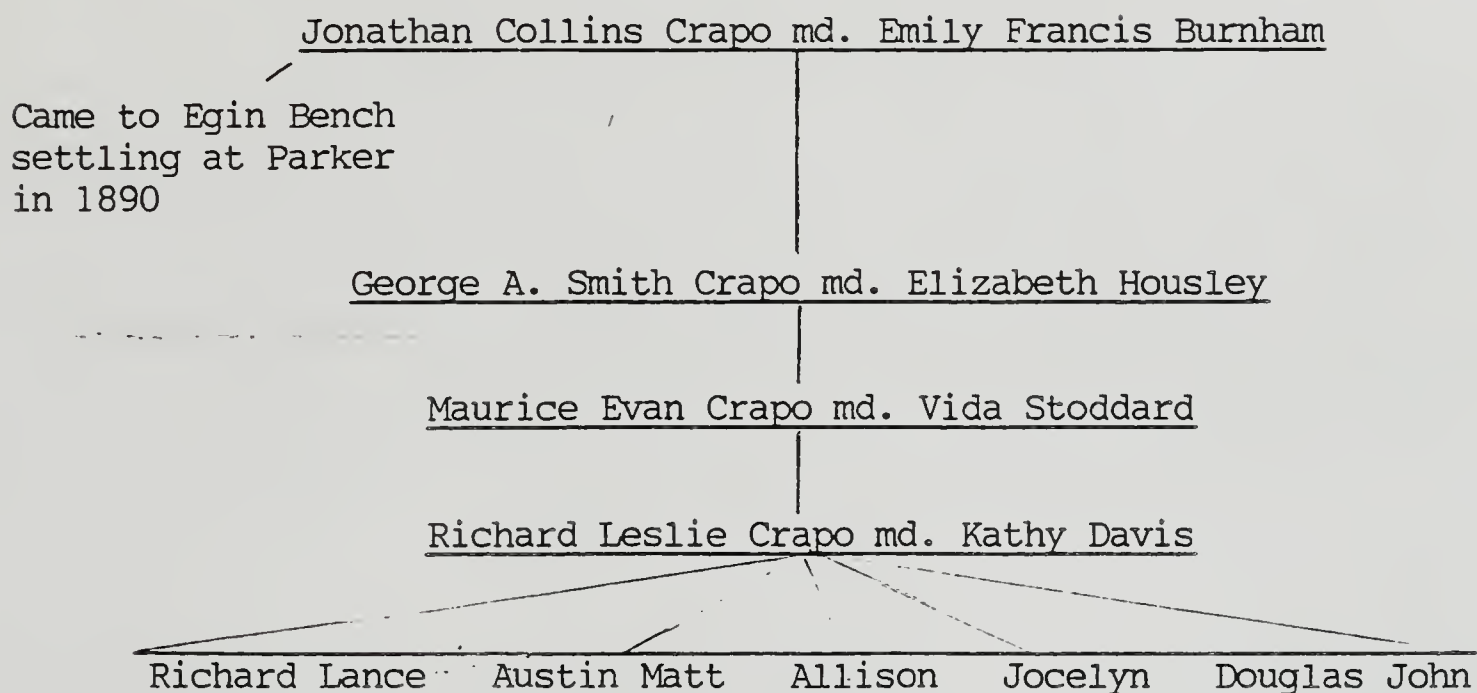 Jonathan Collins Crapo md. Emily Francis Burnham
Came to Egin Bench
settling at Parker
in 1890
George A. Smith Crapo md. Elizabeth Housley
Maurice Evan Crapo md. Vida Stoddard
Richard Leslie Crapo md. Kathy Davis
Richard Lance Austin Matt Allison Jocelyn Douglas John